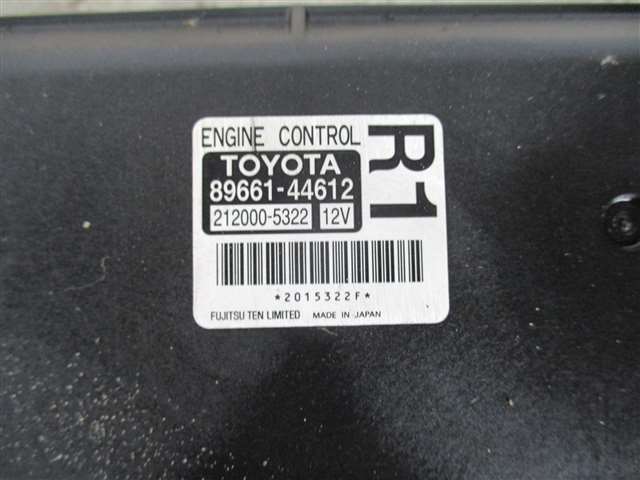 ENGINE CONTROL
R1
TOYOTA
89661-44612
212000-5322 12V
*2015322F*
FUJITSU TEN LIMITED MADE IN JAPAN